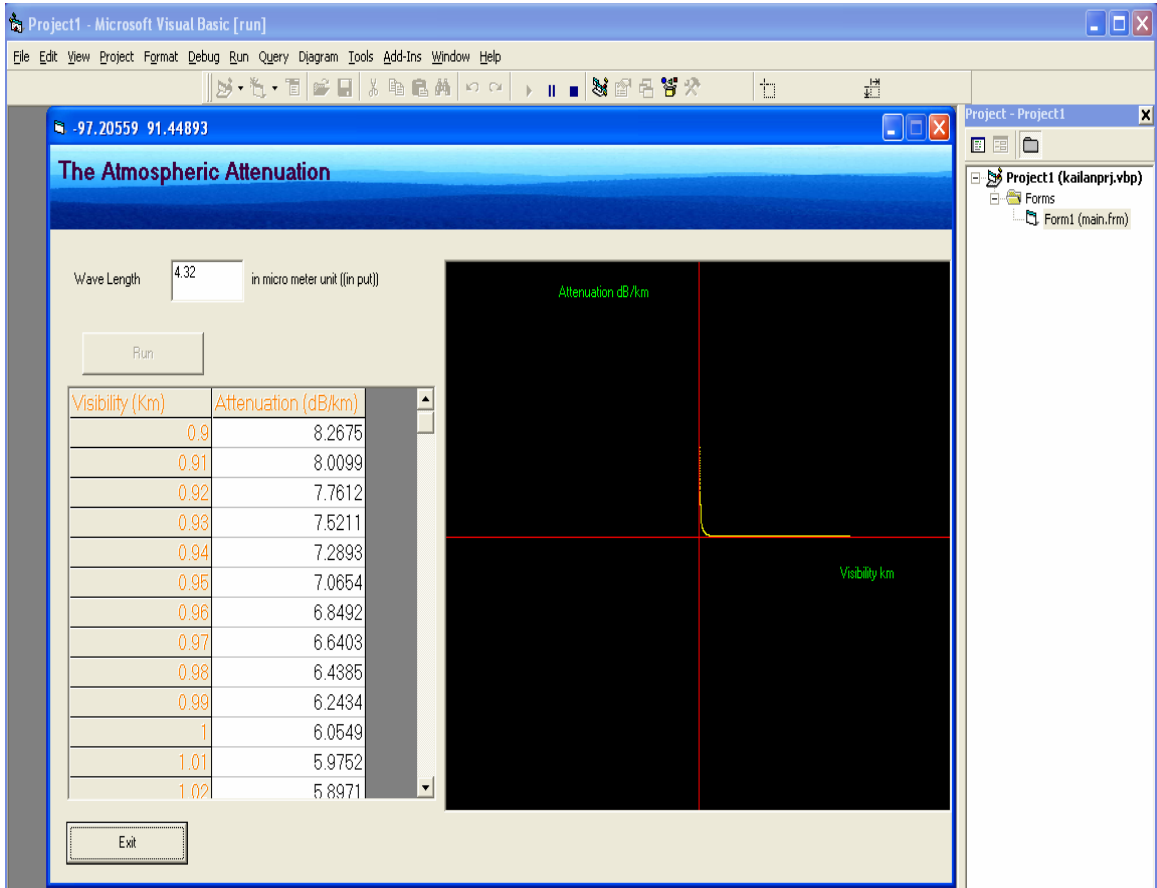 Project1 - Microsoft Visual Basic [run]
File Edit View Project Format Debug Run Query Diagram Tools Add-Ins Window Help
-97.20559 91.44893
The Atmospheric Attenuation
Wave Length 4.32 in micro meter unit ((in put))
Run
Visibility (Km) Attenuation (dB/km)
0.9 8.2675
0.91 8.0099
0.92 7.7612
0.93 7.5211
0.94 7.2893
0.95 7.0654
0.96 6.8492
0.97 6.6403
0.98 6.4385
0.99 6.2434
1 6.0549
1.01 5.9752
1.02 5.8971
Exit
Attenuation dB/km
Visibility km
Project - Project1
Project1 (kailanprj.vbp)
Forms
Form1 (main.frm)